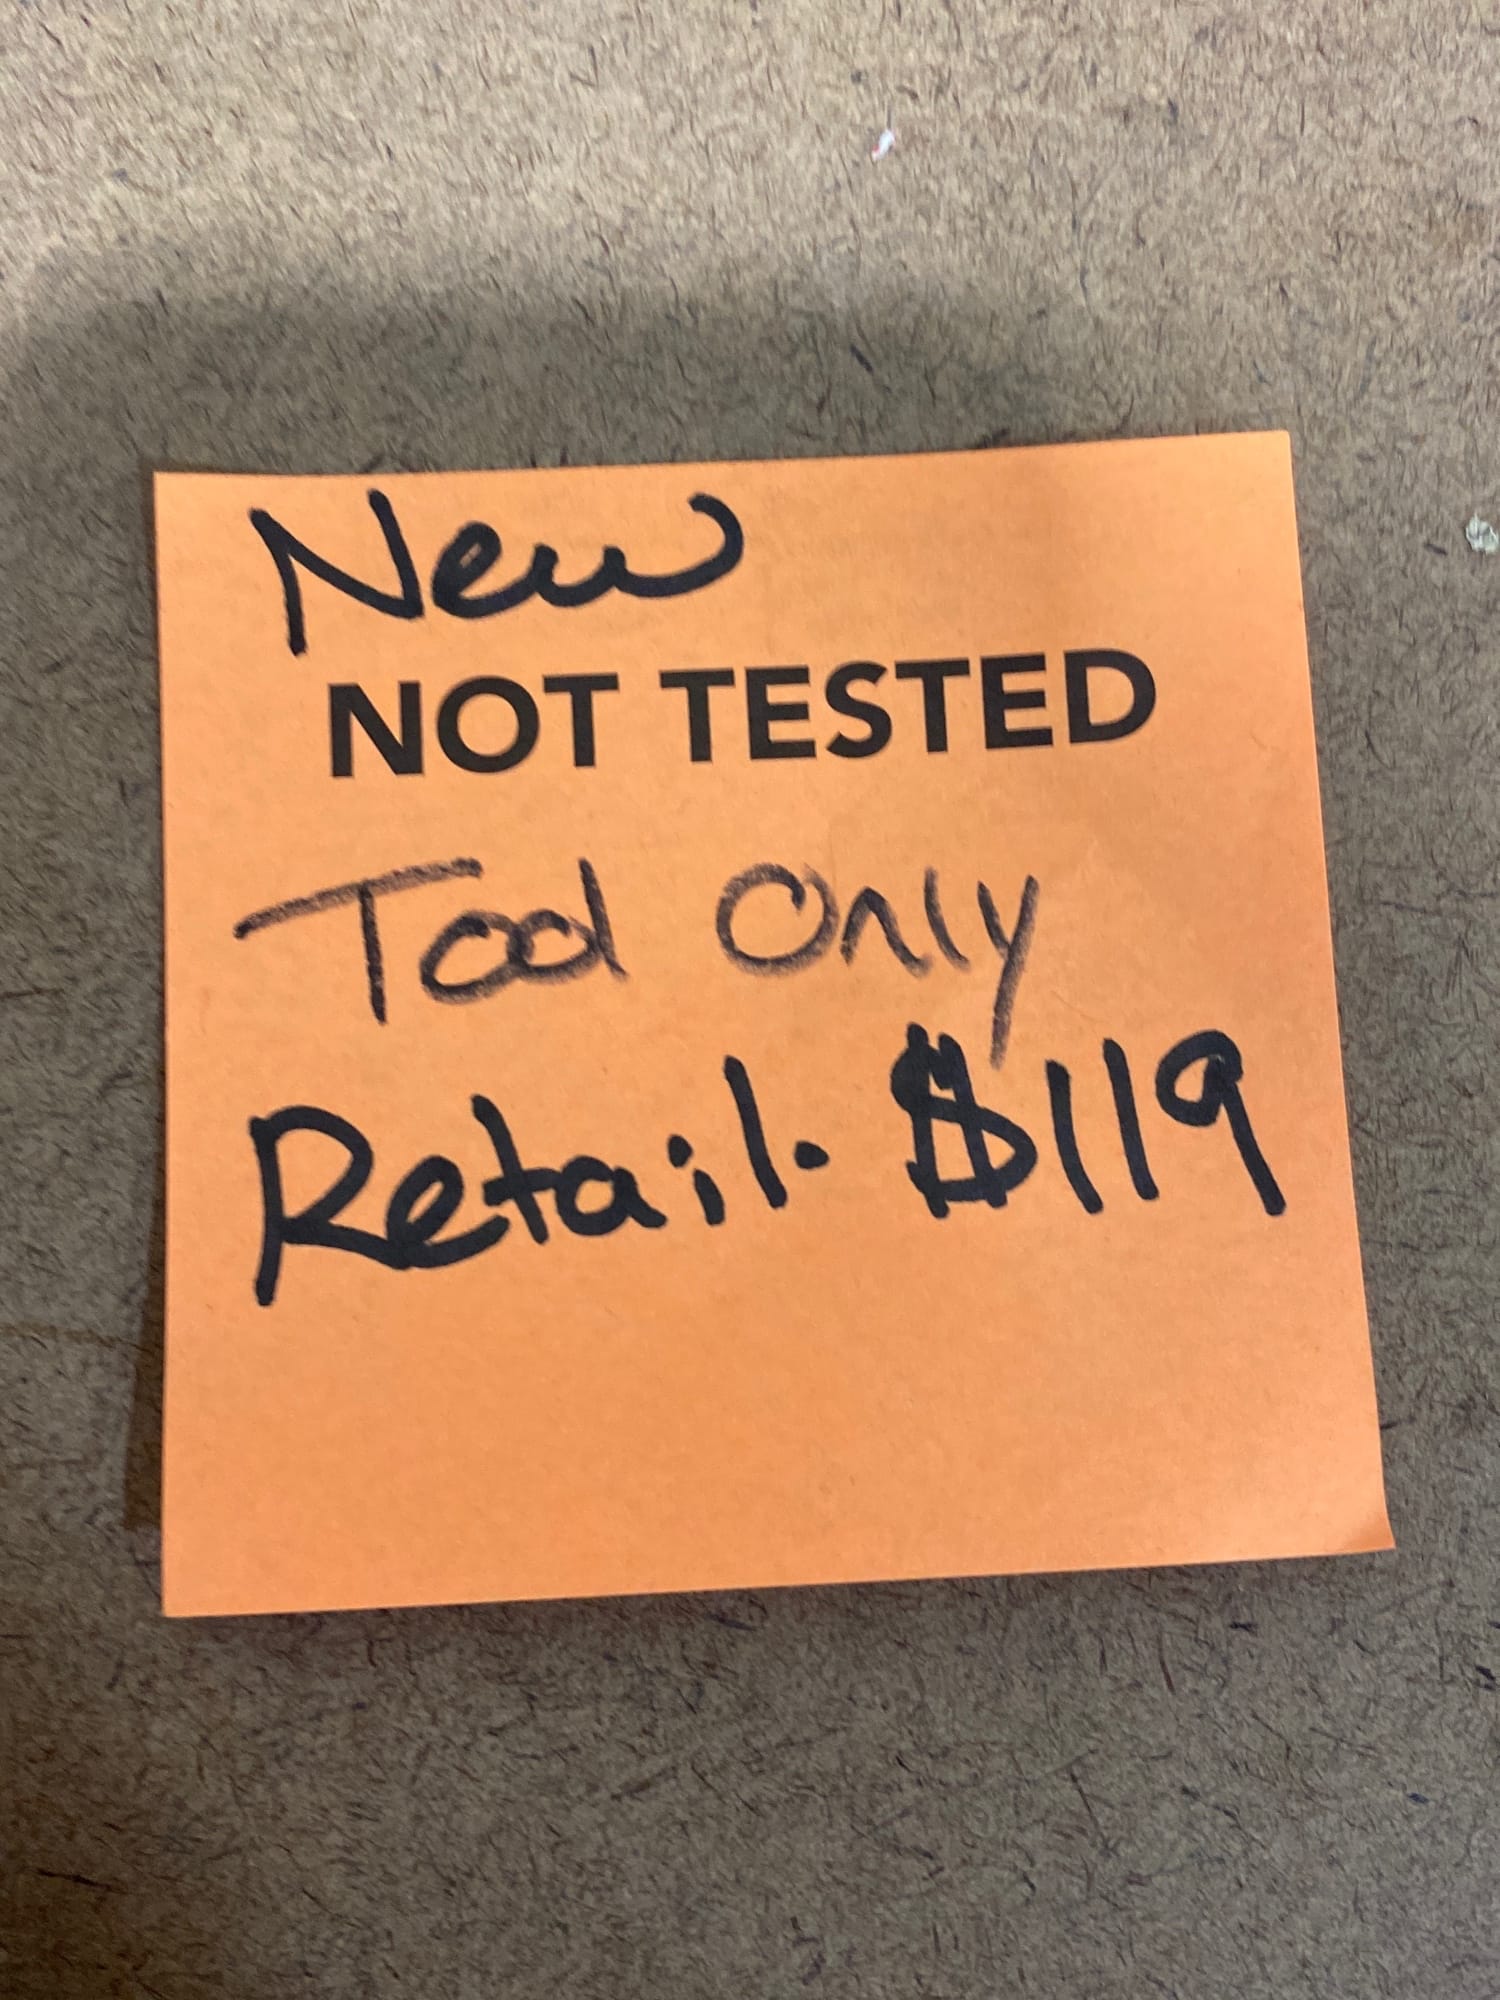 New
NOT TESTED
Tool Only
Retail. $119